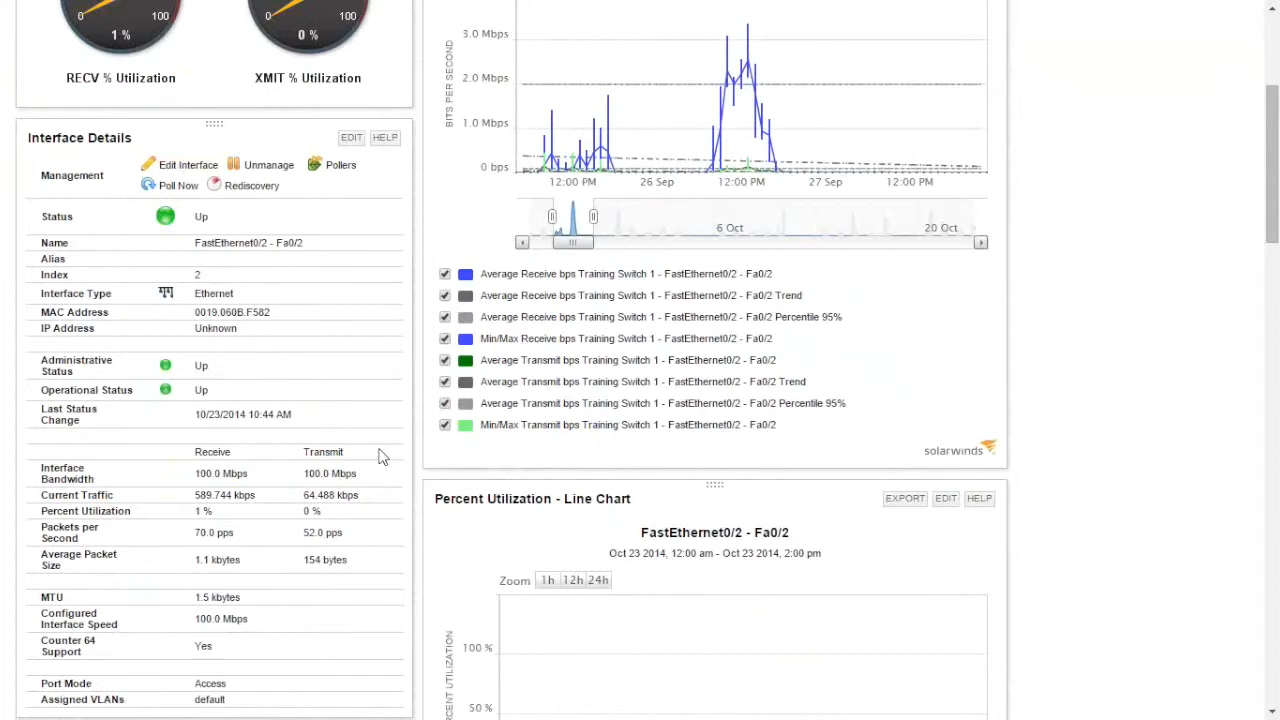 0 100 0 100
1 % 0 %
RECV % Utilization XMIT % Utilization
Interface Details EDIT HELP
Management Edit Interface Unmanage Pollers
Poll Now Rediscovery
Status Up
Name FastEthernet0/2 - Fa0/2
Alias
Index 2
Interface Type Ethernet
MAC Address 0019.060B.F582
IP Address Unknown
Administrative Status Up
Operational Status Up
Last Status Change 10/23/2014 10:44 AM
Receive Transmit
Interface Bandwidth 100.0 Mbps 100.0 Mbps
Current Traffic 589.744 kbps 64.488 kbps
Percent Utilization 1 % 0 %
Packets per Second 70.0 pps 52.0 pps
Average Packet Size 1.1 kbytes 154 bytes
MTU 1.5 kbytes
Configured Interface Speed 100.0 Mbps
Counter 64 Support Yes
Port Mode Access
Assigned VLANs default
BITS PER SECOND
3.0 Mbps
2.0 Mbps
1.0 Mbps
0 bps
12:00 PM 26 Sep 12:00 PM 27 Sep 12:00 PM
6 Oct 20 Oct
Average Receive bps Training Switch 1 - FastEthernet0/2 - Fa0/2
Average Receive bps Training Switch 1 - FastEthernet0/2 - Fa0/2 Trend
Average Receive bps Training Switch 1 - FastEthernet0/2 - Fa0/2 Percentile 95%
Min/Max Receive bps Training Switch 1 - FastEthernet0/2 - Fa0/2
Average Transmit bps Training Switch 1 - FastEthernet0/2 - Fa0/2
Average Transmit bps Training Switch 1 - FastEthernet0/2 - Fa0/2 Trend
Average Transmit bps Training Switch 1 - FastEthernet0/2 - Fa0/2 Percentile 95%
Min/Max Transmit bps Training Switch 1 - FastEthernet0/2 - Fa0/2
solarwinds
Percent Utilization - Line Chart EXPORT EDIT HELP
FastEthernet0/2 - Fa0/2
Oct 23 2014, 12:00 am - Oct 23 2014, 2:00 pm
Zoom 1h 12h 24h
100 %
50 %
RCENT UTILIZATION